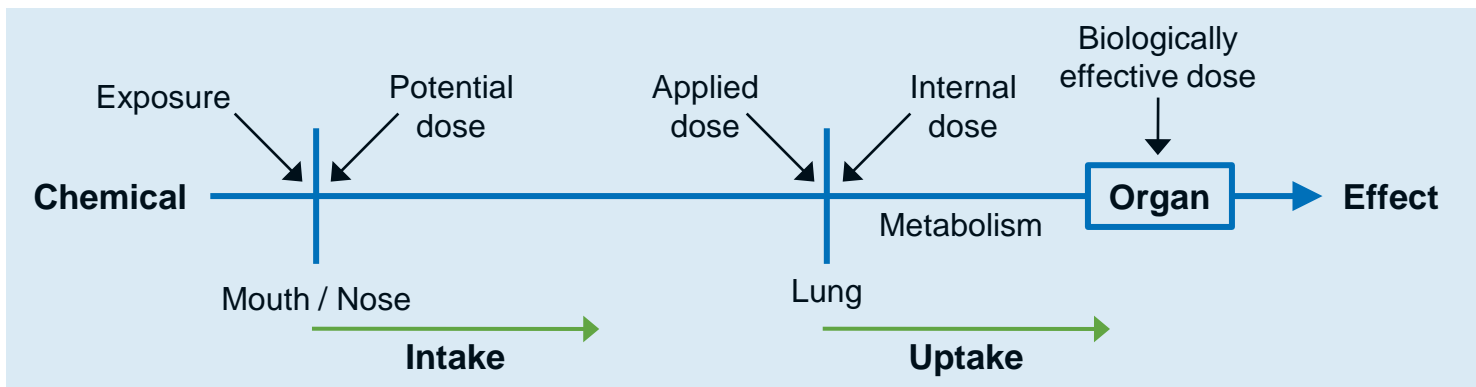 Exposure
Potential
dose
Applied
dose
Internal
dose
Biologically
effective dose
Chemical
Organ
Effect
Metabolism
Mouth / Nose
Lung
Intake
Uptake